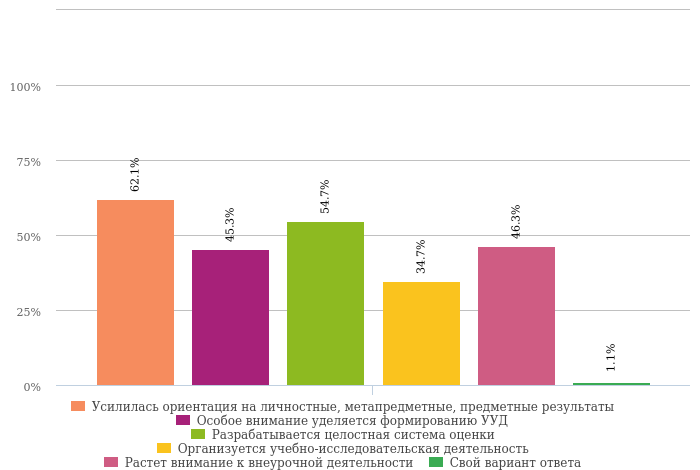 100%
75%
50%
25%
0%
62.1%
45.3%
54.7%
34.7%
46.3%
1.1%
Усилилась ориентация на личностные, метапредметные, предметные результаты
Особое внимание уделяется формированию УУД
Разрабатывается целостная система оценки
Организуется учебно-исследовательская деятельность
Растет внимание к внеурочной деятельности Свой вариант ответа